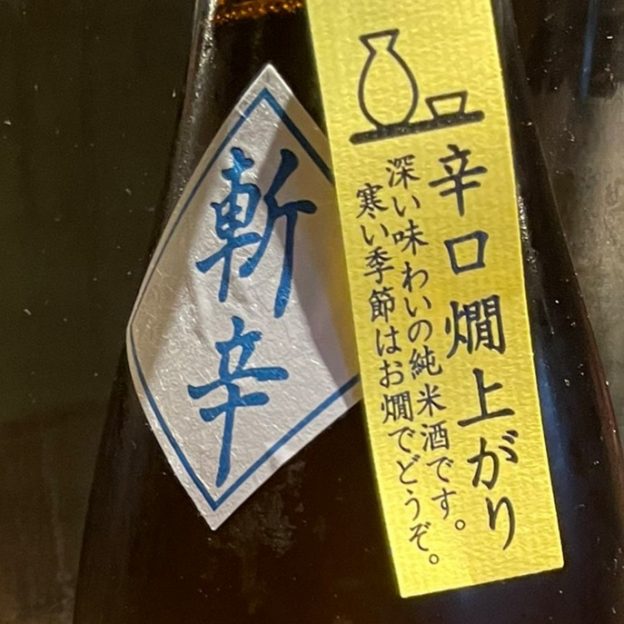 辛口燗上がり
深い味わいの純米酒です。
寒い季節はお燗でどうぞ。
斬辛